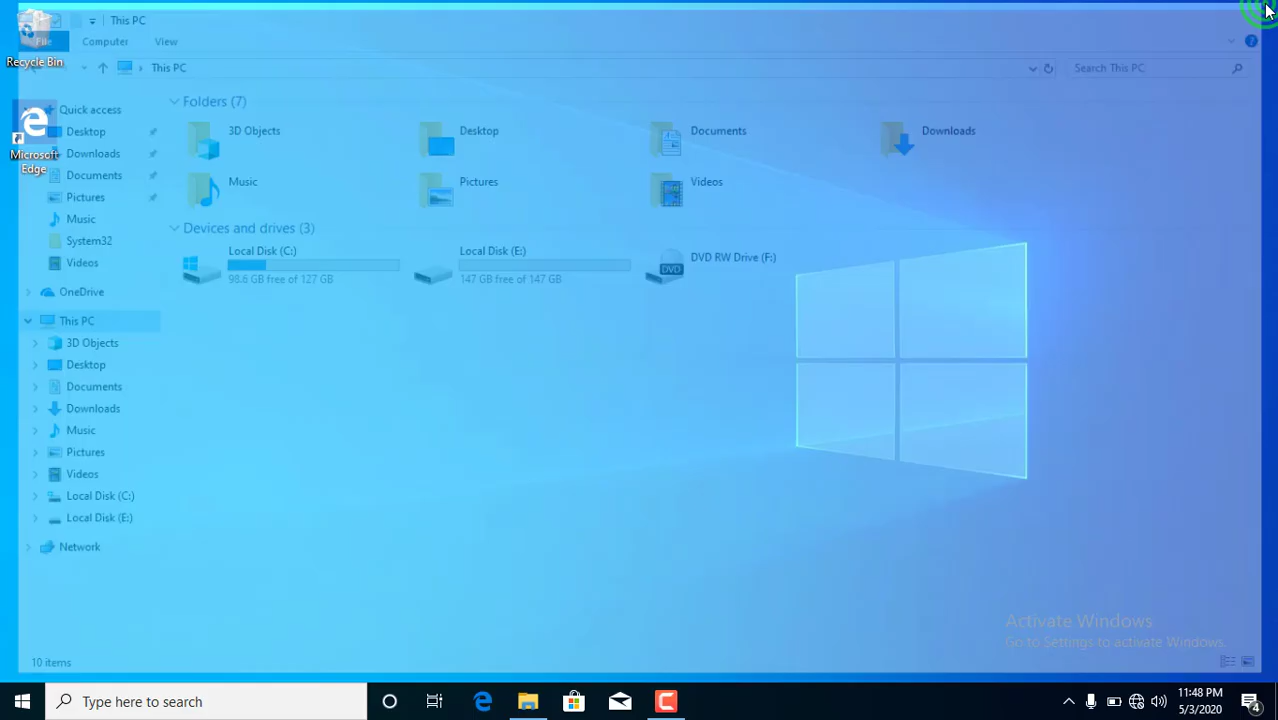 This PC
File
Computer
View
Recycle Bin
This PC
Search This PC
Quick access
Folders (7)
Desktop
Downloads
Documents
Pictures
Music
System32
Videos
OneDrive
This PC
3D Objects
Desktop
Documents
Downloads
Music
Pictures
Videos
Local Disk (C:)
Local Disk (E:)
Network
Microsoft
Edge
3D Objects
Desktop
Documents
Downloads
Music
Pictures
Videos
Devices and drives (3)
Local Disk (C:)
98.6 GB free of 127 GB
Local Disk (E:)
147 GB free of 147 GB
DVD RW Drive (F:)
DVD
Activate Windows
Go to Settings to activate Windows.
10 items
Type here to search
11:48 PM
5/3/2020
4